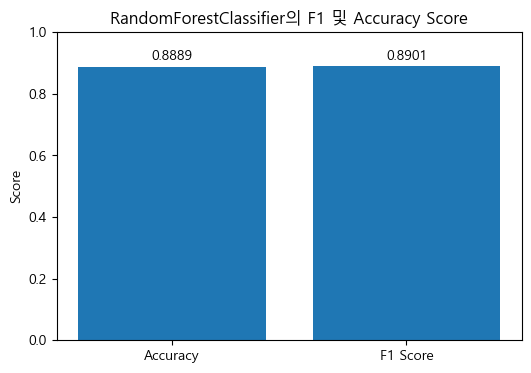 RandomForestClassifier의 F1 및 Accuracy Score
1.0
0.8
0.6
0.4
0.2
0.0
Score
0.8889
0.8901
Accuracy
F1 Score